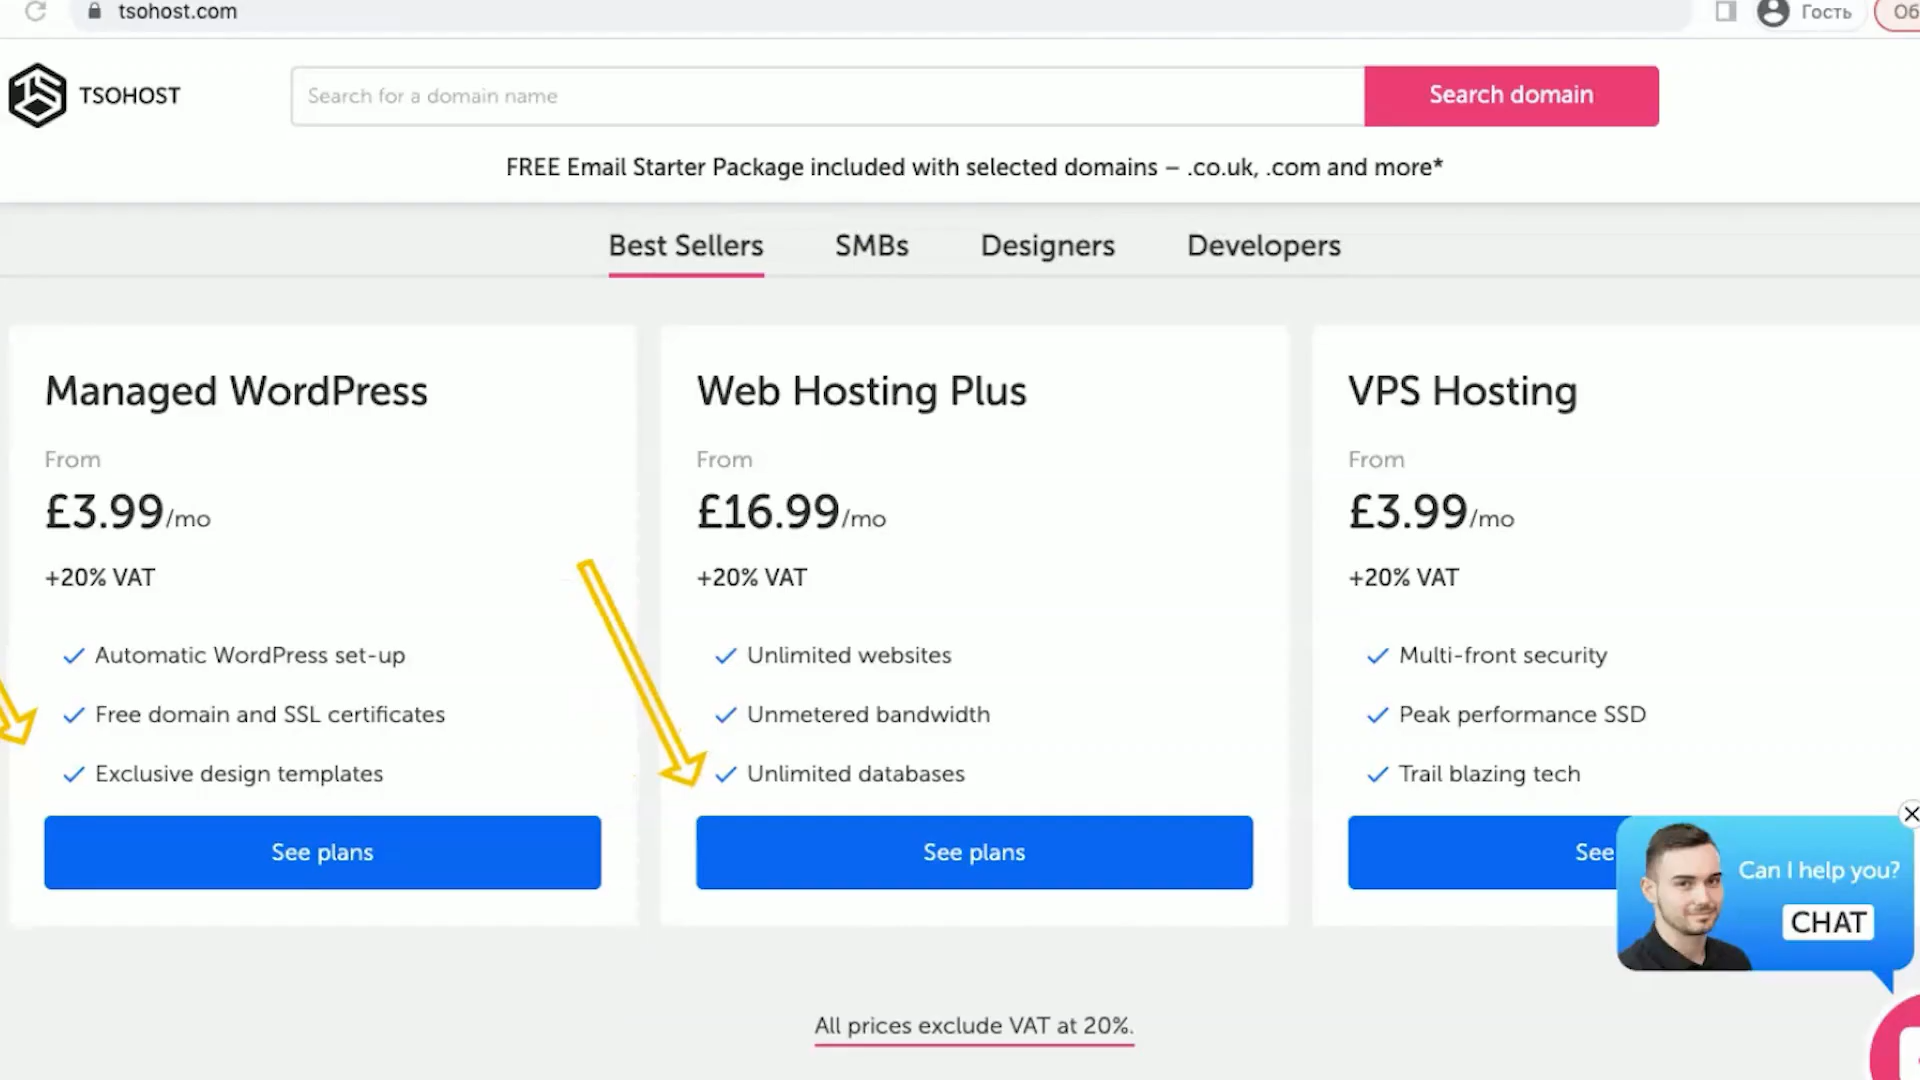 tsohost.com
Гость
Об
TSOHOST
Search for a domain name
Search domain
FREE Email Starter Package included with selected domains – .co.uk, .com and more*
Best Sellers
SMBs
Designers
Developers
Managed WordPress
From
£3.99/mo
+20% VAT
Automatic WordPress set-up
Free domain and SSL certificates
Exclusive design templates
See plans
Web Hosting Plus
From
£16.99/mo
+20% VAT
Unlimited websites
Unmetered bandwidth
Unlimited databases
See plans
VPS Hosting
From
£3.99/mo
+20% VAT
Multi-front security
Peak performance SSD
Trail blazing tech
See
Can I help you?
CHAT
All prices exclude VAT at 20%.